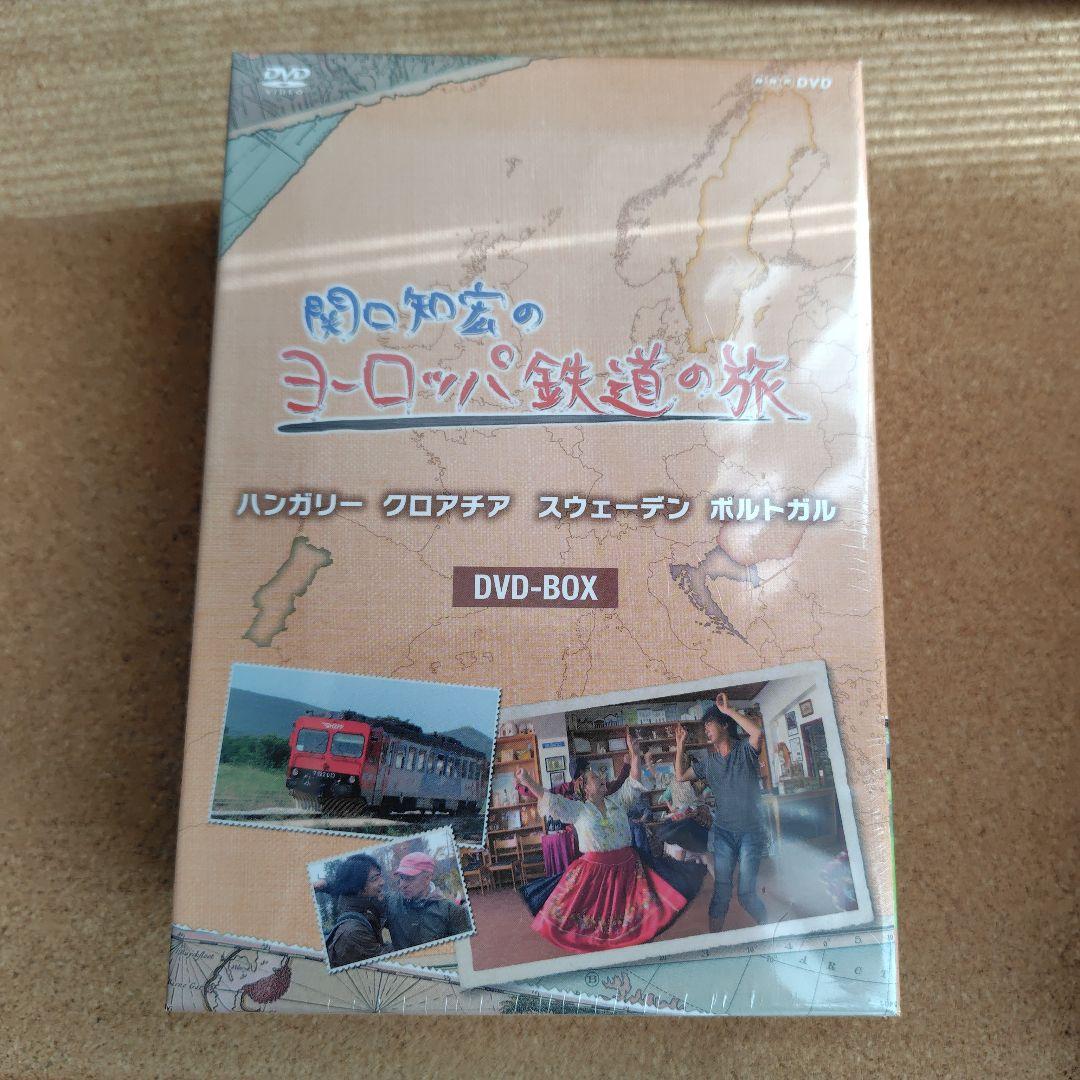 DVD
VIDEO
NHK DVD
関口知宏の
ヨーロッパ鉄道の旅
ハンガリー クロアチア スウェーデン ポルトガル
DVD-BOX
ARCT